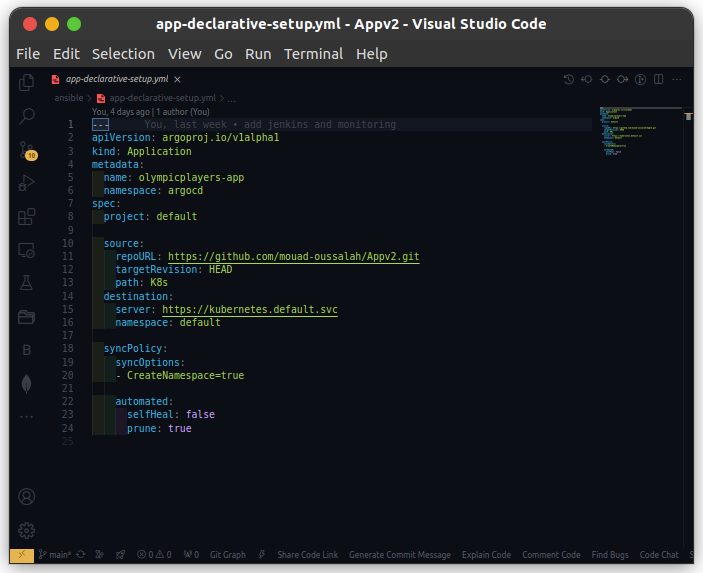 app-declarative-setup.yml - Appv2 - Visual Studio Code
File Edit Selection View Go Run Terminal Help
app-declarative-setup.yml
ansible > app-declarative-setup.yml > ...
You, 4 days ago | 1 author (You)
1 --- You, last week • add jenkins and monitoring
2 apiVersion: argoproj.io/v1alpha1
3 kind: Application
4 metadata:
5 name: olympicplayers-app
6 namespace: argocd
7 spec:
8 project: default
9
10 source:
11 repoURL: https://github.com/mouad-oussalah/Appv2.git
12 targetRevision: HEAD
13 path: K8s
14 destination:
15 server: https://kubernetes.default.svc
16 namespace: default
17
18 syncPolicy:
19 syncOptions:
20 - CreateNamespace=true
21
22 automated:
23 selfHeal: false
24 prune: true
25
10
B
main* 0 0 0 Git Graph Share Code Link Generate Commit Message Explain Code Comment Code Find Bugs Code Chat S